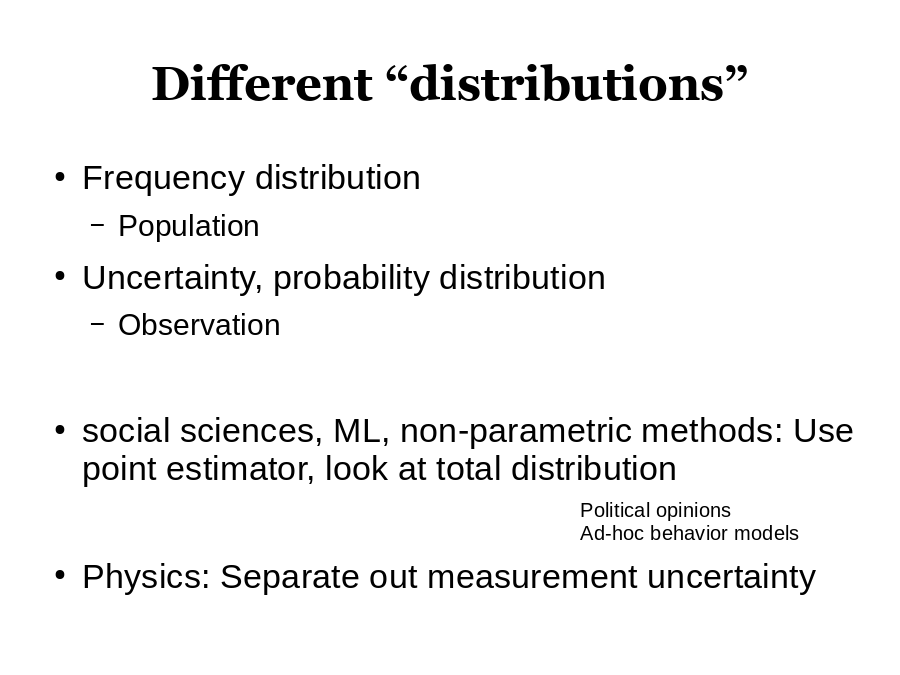 Different “distributions”
• Frequency distribution
– Population
• Uncertainty, probability distribution
– Observation
• social sciences, ML, non-parametric methods: Use
point estimator, look at total distribution
Political opinions
Ad-hoc behavior models
• Physics: Separate out measurement uncertainty